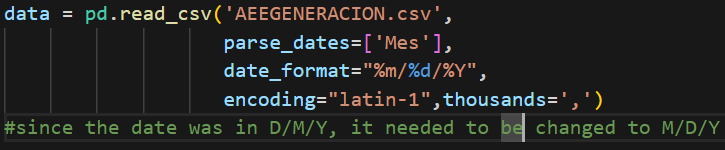 data = pd.read_csv('AEEGENERACION.csv',
parse_dates=['Mes'],
date_format="%m/%d/%Y",
encoding="latin-1",thousands=',')
#since the date was in D/M/Y, it needed to be changed to M/D/Y